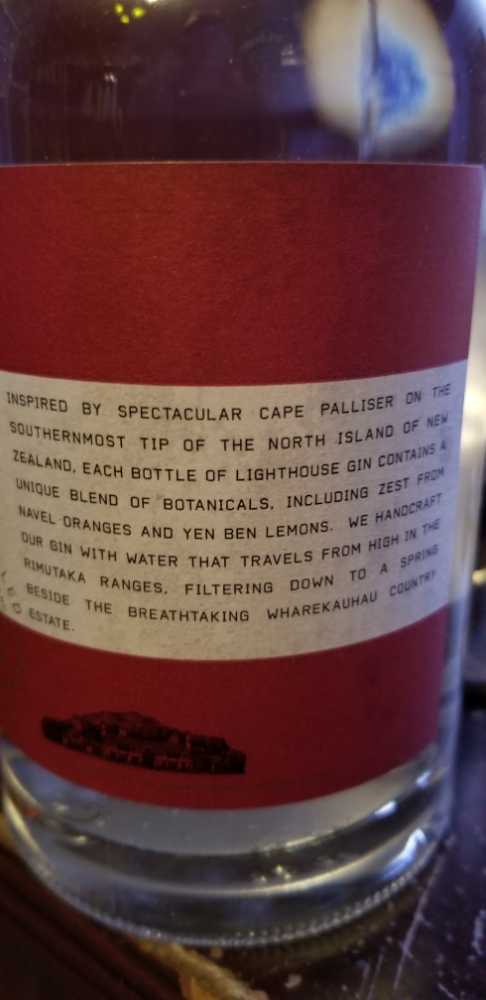 INSPIRED BY SPECTACULAR CAPE PALLISER ON THE
SOUTHERNMOST TIP OF THE NORTH ISLAND OF NEW
ZEALAND, EACH BOTTLE OF LIGHTHOUSE GIN CONTAINS A
UNIQUE BLEND OF BOTANICALS, INCLUDING ZEST FROM
NAVEL ORANGES AND YEN BEN LEMONS. WE HANDCRAFT
OUR GIN WITH WATER THAT TRAVELS FROM HIGH IN THE
RIMUTAKA RANGES, FILTERING DOWN TO A SPRING
BESIDE THE BREATHTAKING WHAREKAUHAU COUNTRY
ESTATE.